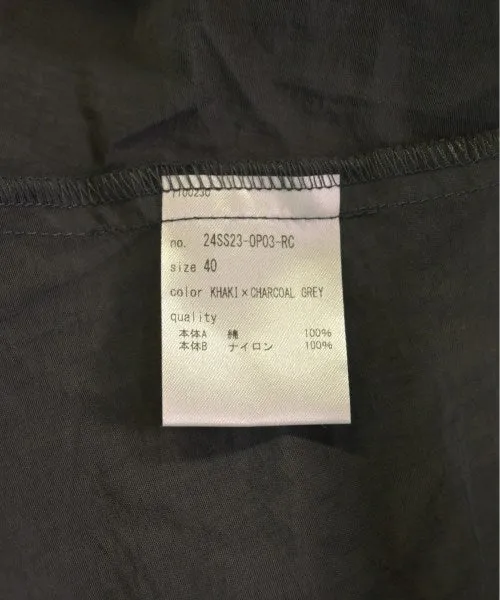 no. 24SS23-OP03-RC
size 40
color KHAKI×CHARCOAL GREY
quality
本体A 綿 100%
本体B ナイロン 100%